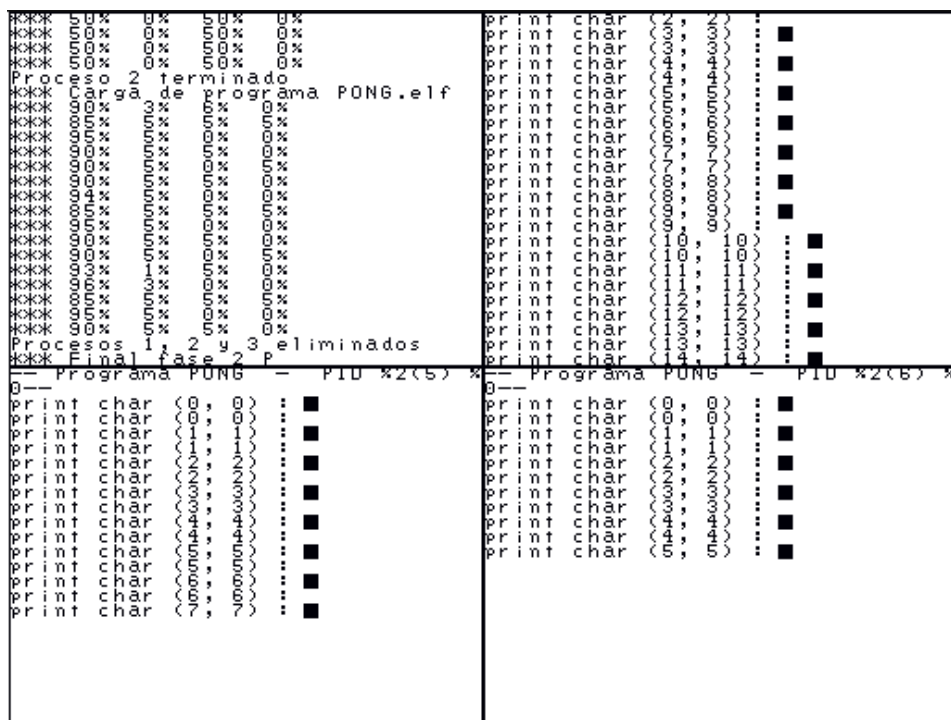 *** 50% 0% 50% 0%
*** 50% 0% 50% 0%
*** 50% 0% 50% 0%
*** 50% 0% 50% 0%
Proceso 2 terminado
*** Carga de programa PONG.elf
*** 90% 3% 6% 0%
*** 85% 5% 5% 5%
*** 95% 5% 0% 0%
*** 90% 5% 5% 0%
*** 90% 5% 0% 0%
*** 90% 5% 5% 0%
*** 94% 5% 0% 0%
*** 85% 5% 0% 5%
*** 95% 5% 0% 0%
*** 90% 5% 5% 0%
*** 90% 5% 0% 0%
*** 93% 1% 5% 0%
*** 96% 3% 0% 0%
*** 85% 5% 5% 5%
*** 95% 5% 0% 0%
*** 90% 5% 5% 0%
Procesos 1, 2 y 3 eliminados
*** Final fase 2 P
print char (2, 2) :
print char (3, 3) : ■
print char (3, 3) :
print char (4, 4) : ■
print char (4, 4) :
print char (5, 5) : ■
print char (5, 5) :
print char (6, 6) : ■
print char (6, 6) :
print char (7, 7) : ■
print char (7, 7) :
print char (8, 8) : ■
print char (8, 8) :
print char (9, 9) : ■
print char (9, 9) :
print char (10, 10) : ■
print char (10, 10) :
print char (11, 11) : ■
print char (11, 11) :
print char (12, 12) : ■
print char (12, 12) :
print char (13, 13) : ■
print char (13, 13) :
print char (14, 14) : ■
-- Programa PONG - PID %2(5) %
0--
print char (0, 0) : ■
print char (0, 0) :
print char (1, 1) : ■
print char (1, 1) :
print char (2, 2) : ■
print char (2, 2) :
print char (3, 3) : ■
print char (3, 3) :
print char (4, 4) : ■
print char (4, 4) :
print char (5, 5) : ■
print char (5, 5) :
print char (6, 6) : ■
print char (6, 6) :
print char (7, 7) : ■
-- Programa PONG - PID %2(6) %
0--
print char (0, 0) : ■
print char (0, 0) :
print char (1, 1) : ■
print char (1, 1) :
print char (2, 2) : ■
print char (2, 2) :
print char (3, 3) : ■
print char (3, 3) :
print char (4, 4) : ■
print char (4, 4) :
print char (5, 5) : ■